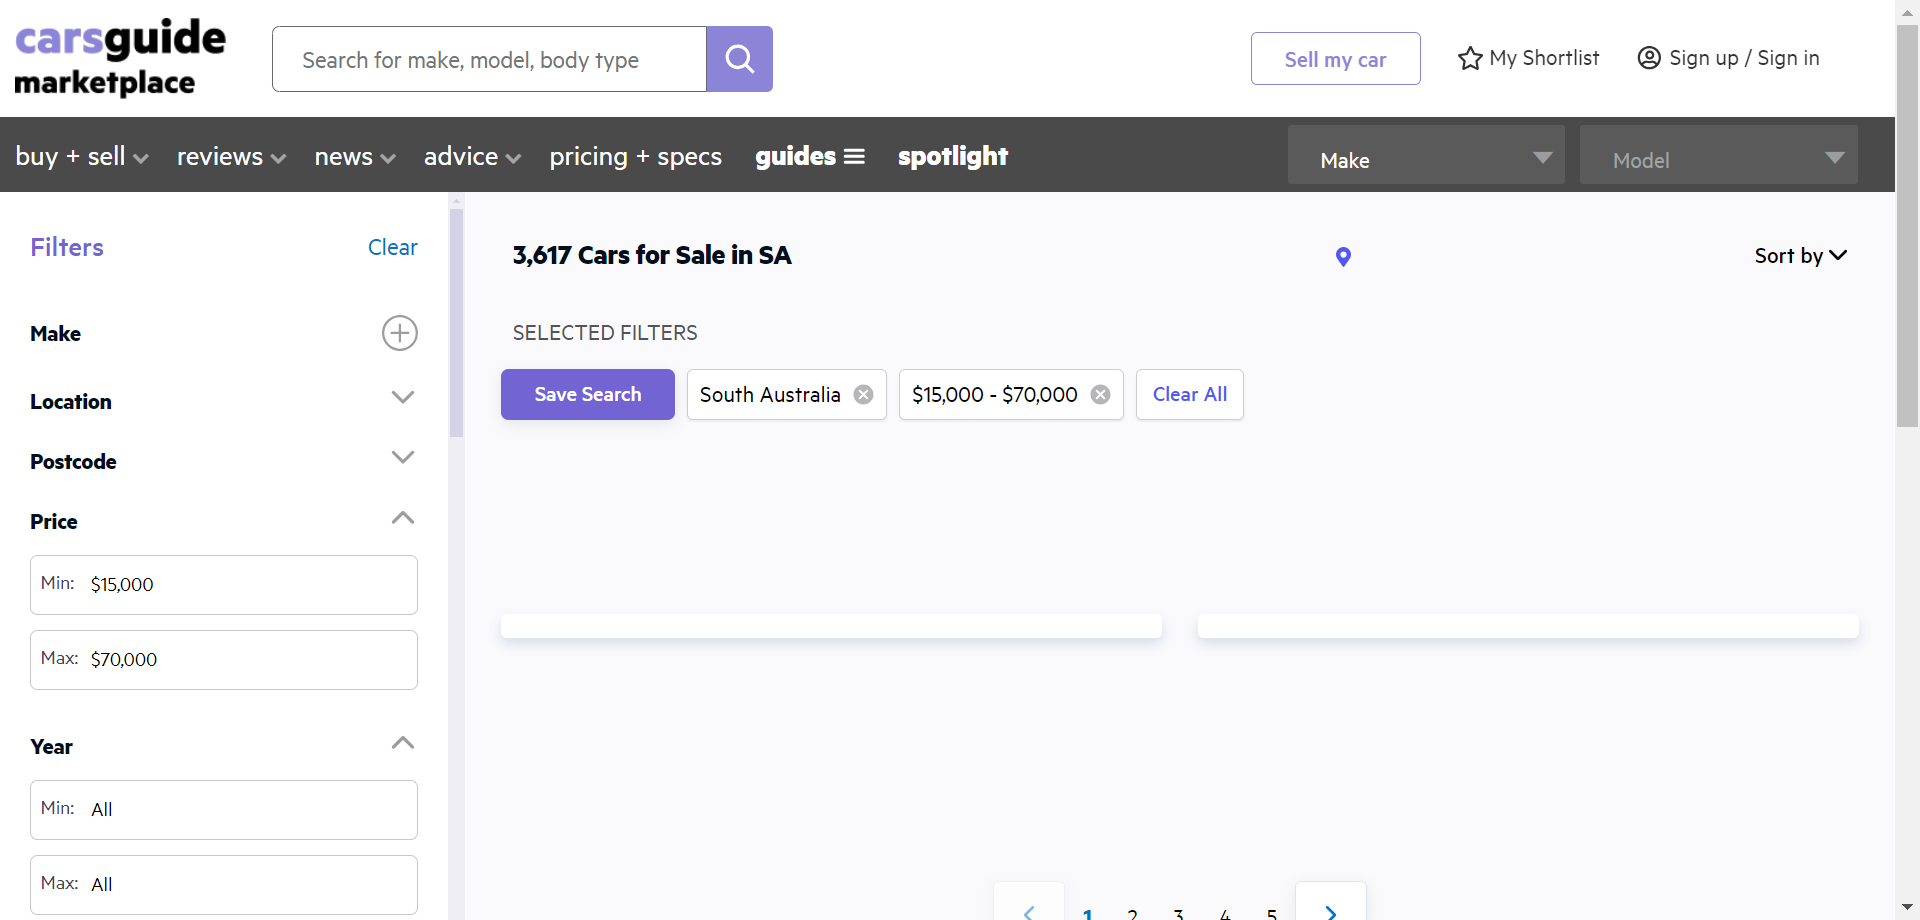 carsguide
marketplace
Search for make, model, body type
Sell my car
My Shortlist
Sign up / Sign in
buy + sell
reviews
news
advice
pricing + specs
guides
spotlight
Make
Model
Filters
Clear
Make
Location
Postcode
Price
Min: $15,000
Max: $70,000
Year
Min: All
Max: All
3,617 Cars for Sale in SA
Sort by
SELECTED FILTERS
Save Search
South Australia
$15,000 - $70,000
Clear All
1 2 3 4 5